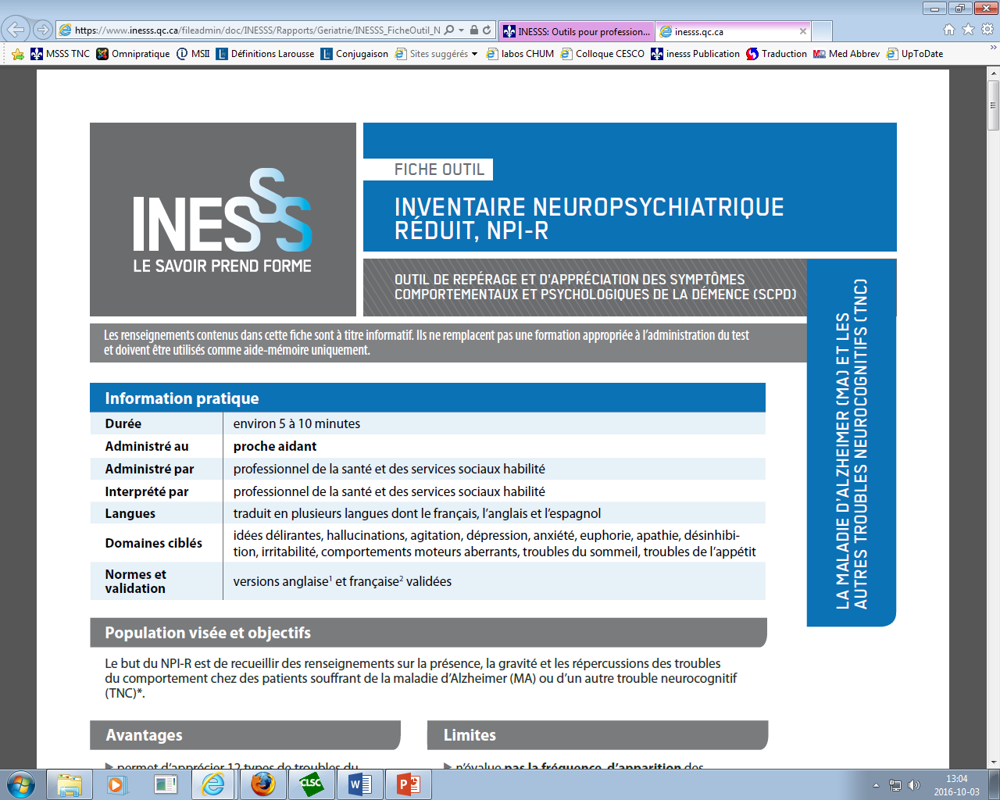 https://www.inesss.qc.ca/fileadmin/doc/INESSS/Rapports/Geriatrie/INESSS_FicheOutil_N
INESSS: Outils pour profession...
inesss.qc.ca
MSSS TNC
Omnipratique
MSII
Définitions Larousse
Conjugaison
Sites suggérés
labos CHUM
Colloque CESCO
inesss Publication
Traduction
Med Abbrev
UpToDate
INESSS
LE SAVOIR PREND FORME
FICHE OUTIL
INVENTAIRE NEUROPSYCHIATRIQUE
RÉDUIT, NPI-R
OUTIL DE REPÉRAGE ET D'APPRÉCIATION DES SYMPTÔMES
COMPORTEMENTAUX ET PSYCHOLOGIQUES DE LA DÉMENCE (SCPD)
LA MALADIE D'ALZHEIMER (MA) ET LES
AUTRES TROUBLES NEUROCOGNITIFS (TNC)
Les renseignements contenus dans cette fiche sont à titre informatif. Ils ne remplacent pas une formation appropriée à l'administration du test
et doivent être utilisés comme aide-mémoire uniquement.
Information pratique
Durée environ 5 à 10 minutes
Administré au proche aidant
Administré par professionnel de la santé et des services sociaux habilité
Interprété par professionnel de la santé et des services sociaux habilité
Langues traduit en plusieurs langues dont le français, l'anglais et l'espagnol
Domaines ciblés idées délirantes, hallucinations, agitation, dépression, anxiété, euphorie, apathie, désinhibi-
tion, irritabilité, comportements moteurs aberrants, troubles du sommeil, troubles de l'appétit
Normes et
validation versions anglaise¹ et française² validées
Population visée et objectifs
Le but du NPI-R est de recueillir des renseignements sur la présence, la gravité et les répercussions des troubles
du comportement chez des patients souffrant de la maladie d'Alzheimer (MA) ou d'un autre trouble neurocognitif
(TNC)*.
Avantages
permet d'apprécier 12 types de troubles du
Limites
n'évalue pas la fréquence d'apparition des
CLSC
13:04
2016-10-03